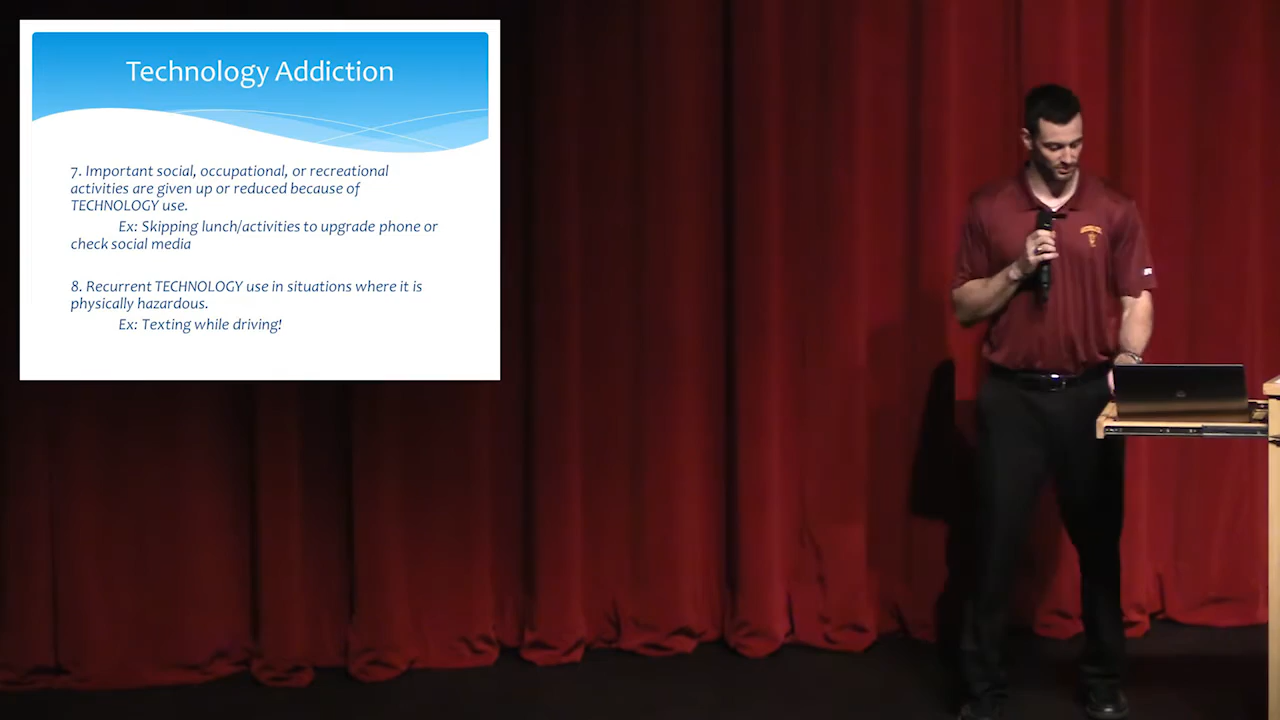 Technology Addiction
7. Important social, occupational, or recreational
activities are given up or reduced because of
TECHNOLOGY use.
Ex: Skipping lunch/activities to upgrade phone or
check social media
8. Recurrent TECHNOLOGY use in situations where it is
physically hazardous.
Ex: Texting while driving!